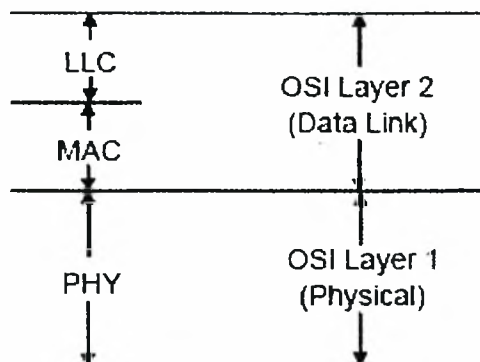 LLC
MAC
PHY
OSI Layer 2
(Data Link)
OSI Layer 1
(Physical)